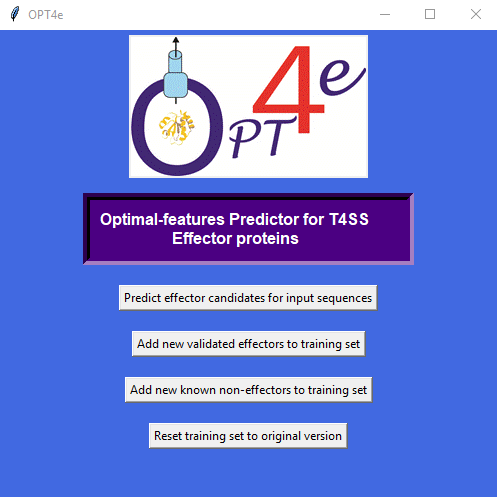 OPT4e
OPT4e
Optimal-features Predictor for T4SS
Effector proteins
Predict effector candidates for input sequences
Add new validated effectors to training set
Add new known non-effectors to training set
Reset training set to original version